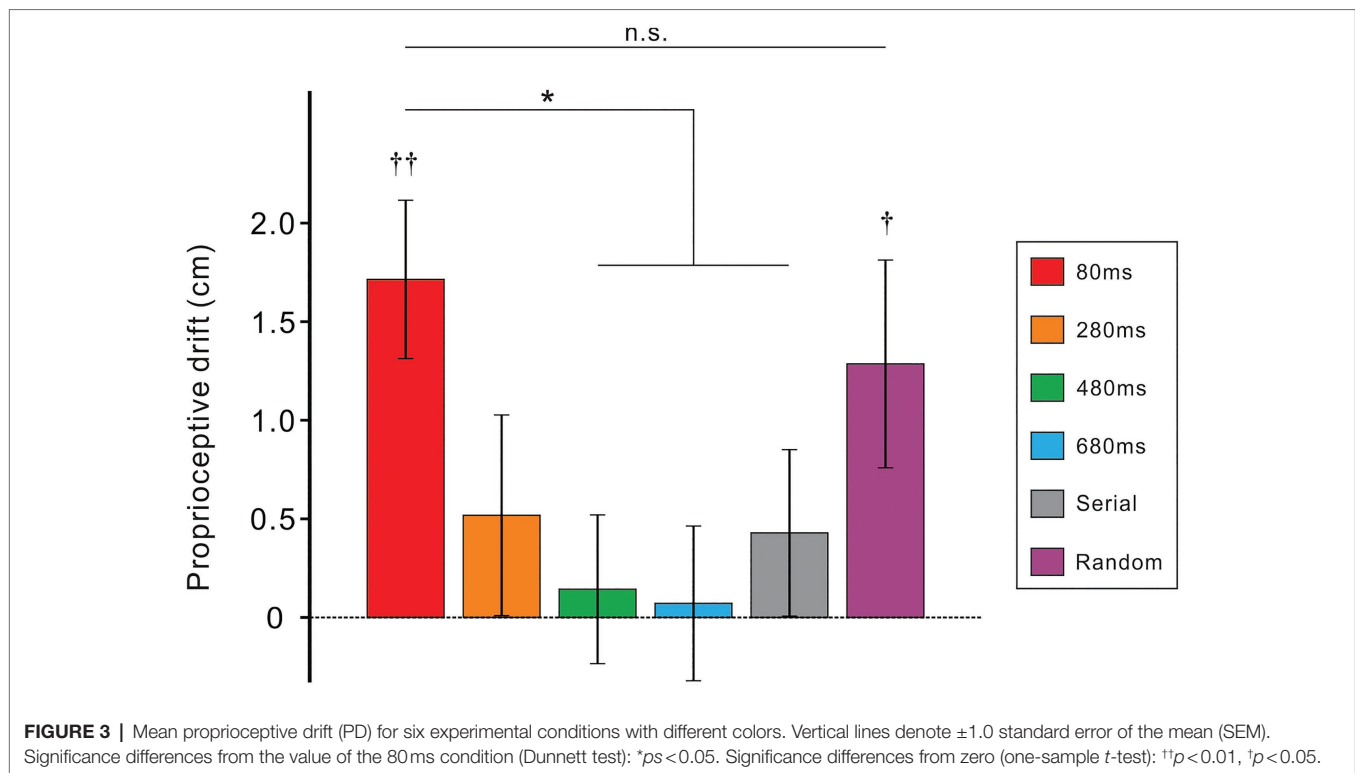 n.s.
*
††
†
Proprioceptive drift (cm)
2.0
1.5
1.0
0.5
0
80ms
280ms
480ms
680ms
Serial
Random
FIGURE 3 | Mean proprioceptive drift (PD) for six experimental conditions with different colors. Vertical lines denote ±1.0 standard error of the mean (SEM).
Significance differences from the value of the 80 ms condition (Dunnett test): *ps<0.05. Significance differences from zero (one-sample t-test): ††p<0.01, †p<0.05.